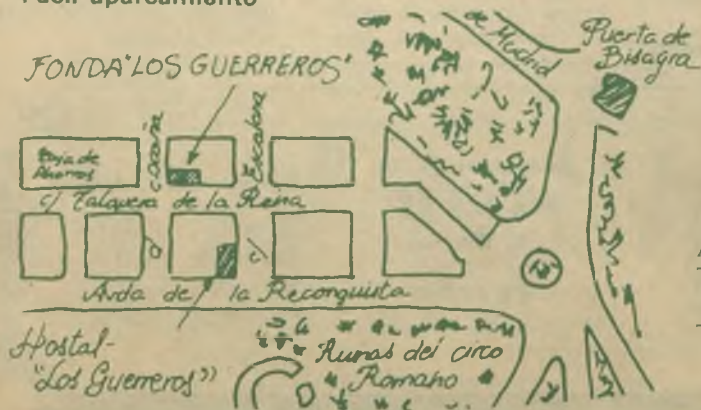 Fácil aparcamiento
de Madrid
Puerta de
Bisagra
FONDA "LOS GUERREROS"
c/ Ocaña
Escalona
Caja de
Ahorros
c/ Talavera de la Reina
Avda de la Reconquista
Hostal-
"Los Guerreros"
Ruinas del circo
Romano